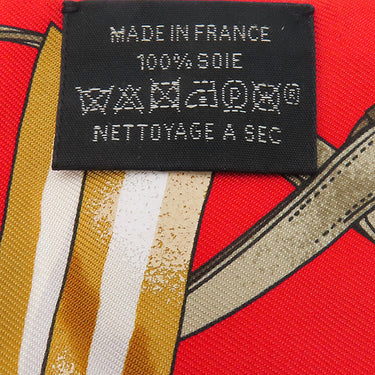 MADE IN FRANCE
100% SOIE
P
NETTOYAGE A SEC